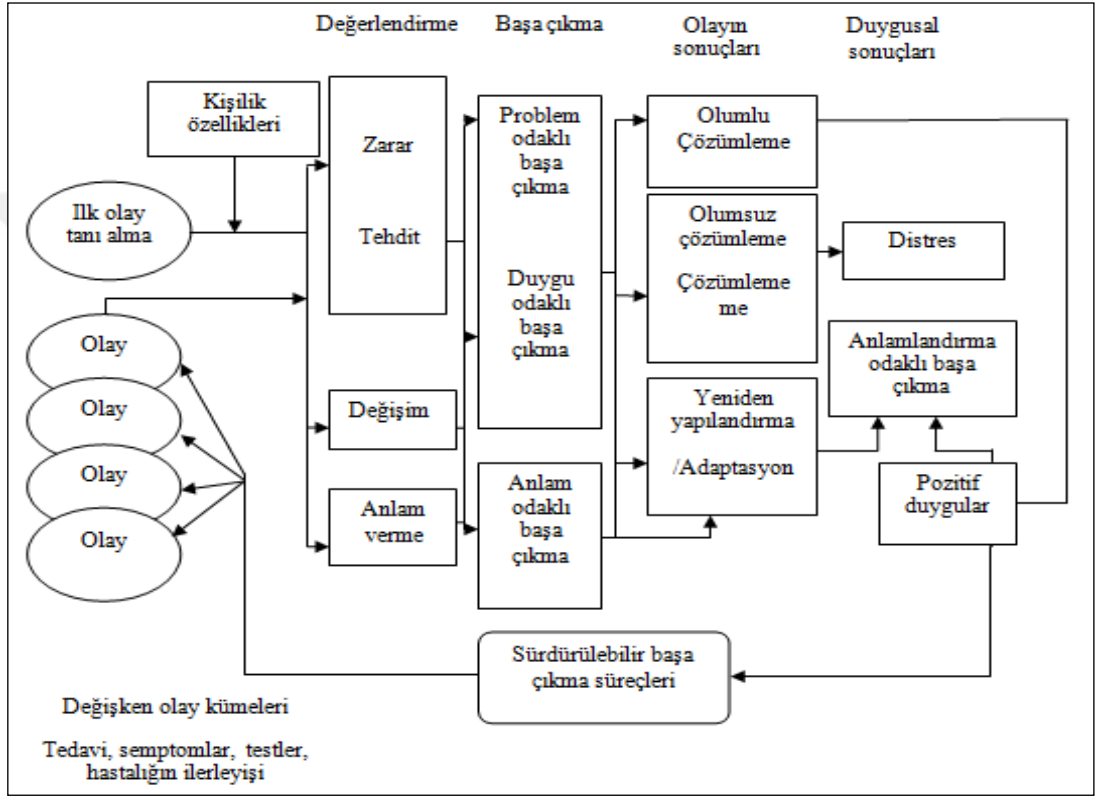 Değerlendirme
Başa çıkma
Olayın
sonuçları
Duygusal
sonuçları
Kişilik
özellikleri
Ilk olay
tanı alma
Olay
Olay
Olay
Olay
Değişken olay kümeleri
Tedavi, semptomlar, testler,
hastalığın ilerleyişi
Zarar
Tehdit
Değişim
Anlam
verme
Problem
odaklı
başa
çıkma
Duygu
odaklı
başa
çıkma
Anlam
odaklı
başa
çıkma
Olumlu
Çözümleme
Olumsuz
çözümleme
Çözümleme
me
Yeniden
yapılandırma
/Adaptasyon
Distres
Anlamlandırma
odaklı başa
çıkma
Pozitif
duygular
Sürdürülebilir başa
çıkma süreçleri